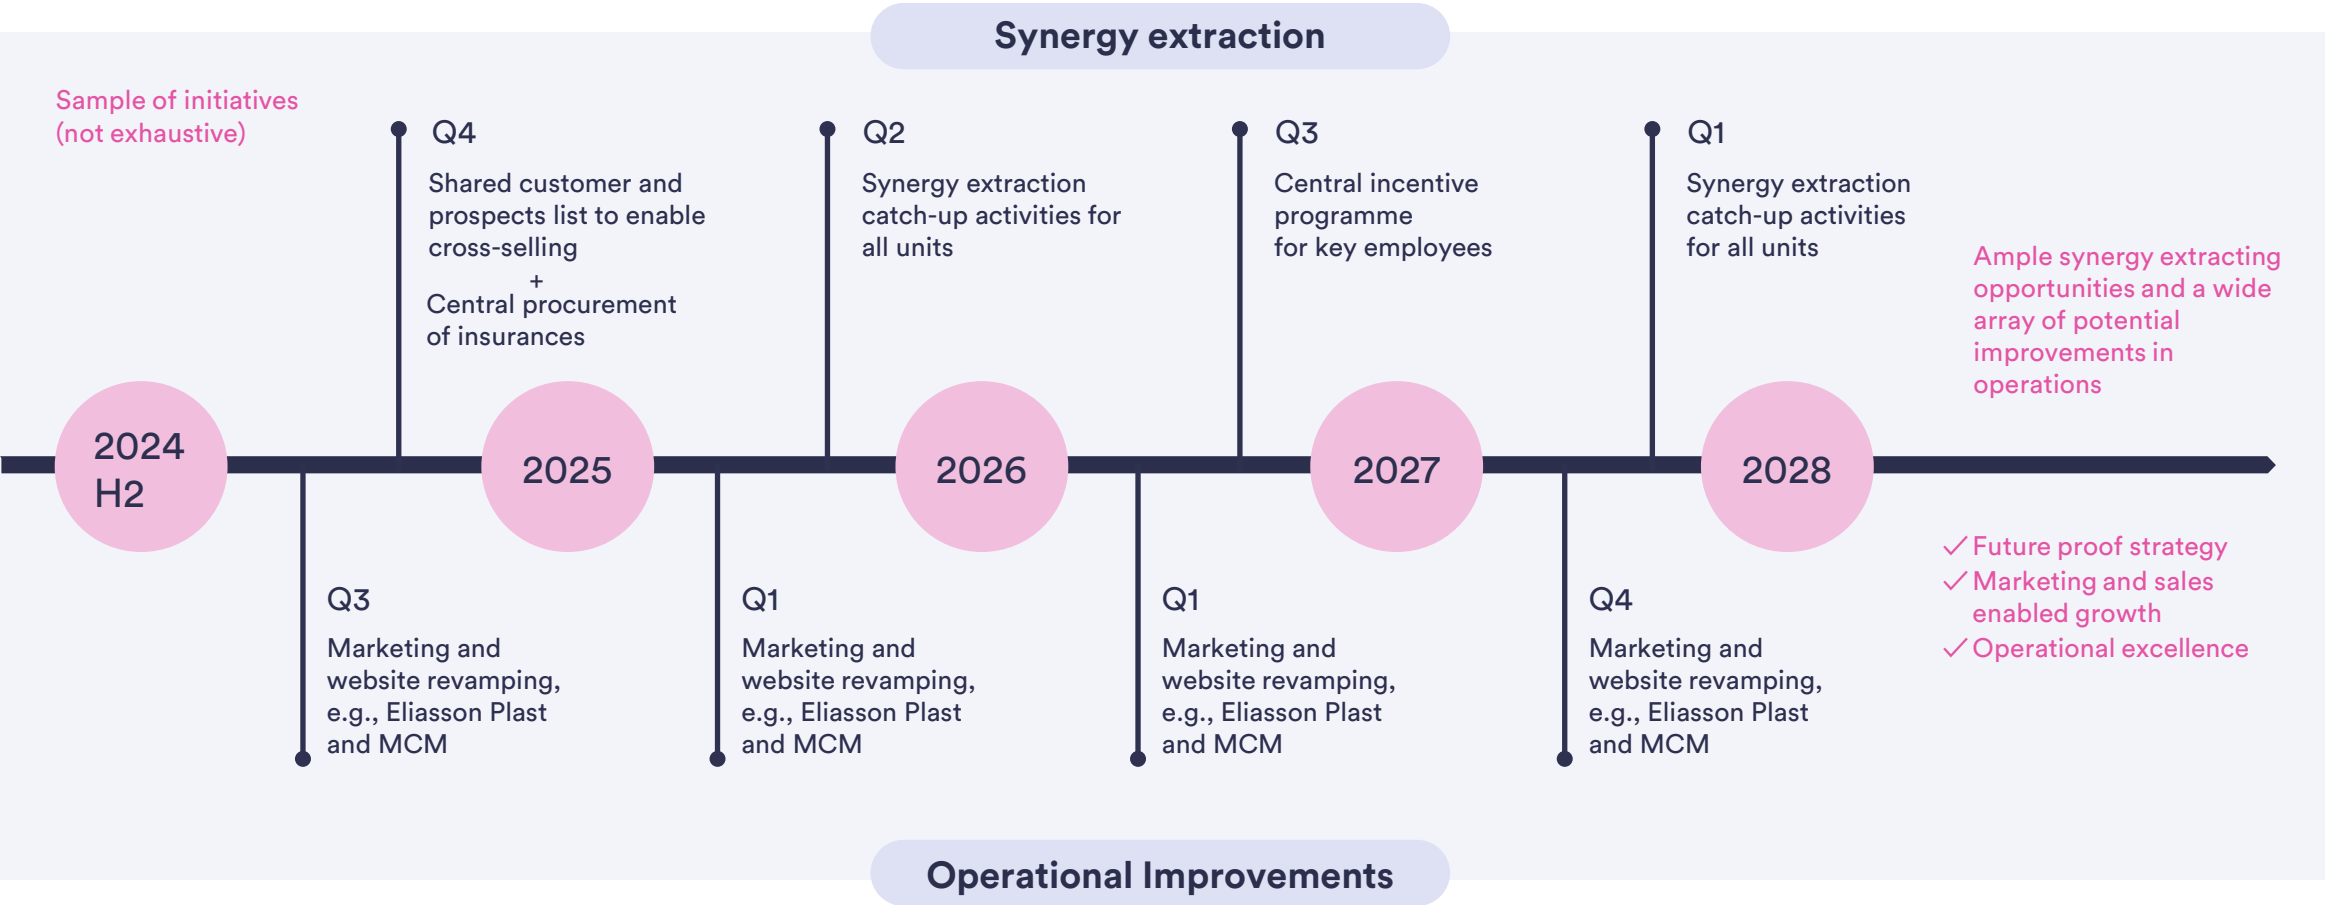 Synergy extraction
Sample of initiatives
(not exhaustive)
Q4
Shared customer and
prospects list to enable
cross-selling
+
Central procurement
of insurances
Q2
Synergy extraction
catch-up activities for
all units
Q3
Central incentive
programme
for key employees
Q1
Synergy extraction
catch-up activities
for all units
Ample synergy extracting
opportunities and a wide
array of potential
improvements in
operations
2024
H2
2025
2026
2027
2028
Q3
Marketing and
website revamping,
e.g., Eliasson Plast
and MCM
Q1
Marketing and
website revamping,
e.g., Eliasson Plast
and MCM
Q1
Marketing and
website revamping,
e.g., Eliasson Plast
and MCM
Q4
Marketing and
website revamping,
e.g., Eliasson Plast
and MCM
✓ Future proof strategy
✓ Marketing and sales
enabled growth
✓ Operational excellence
Operational Improvements